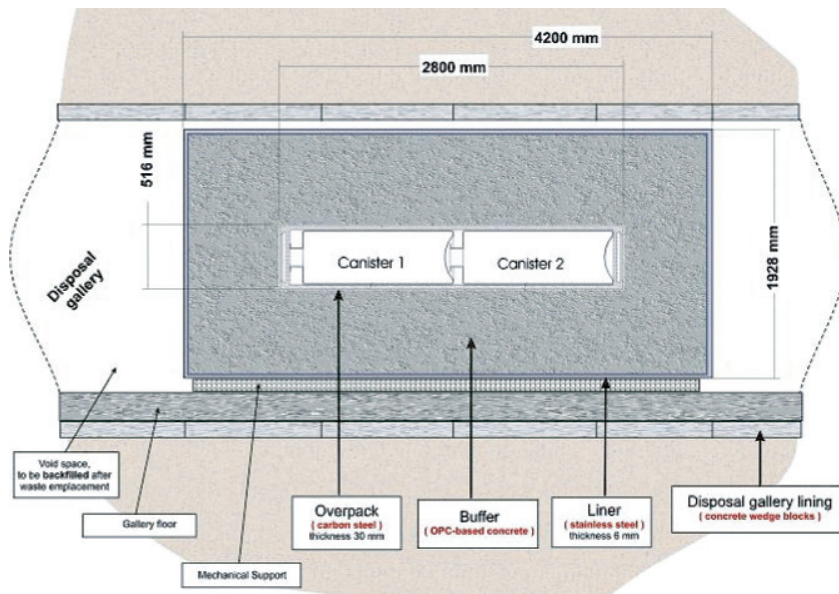 4200 mm
2800 mm
516 mm
1928 mm
Disposal
gallery
Canister 1
Canister 2
Void space,
to be backfilled after
waste emplacement
Gallery floor
Mechanical Support
Overpack
( carbon steel )
thickness 30 mm
Buffer
( OPC-based concrete )
Liner
( stainless steel )
thickness 6 mm
Disposal gallery lining
( concrete wedge blocks )